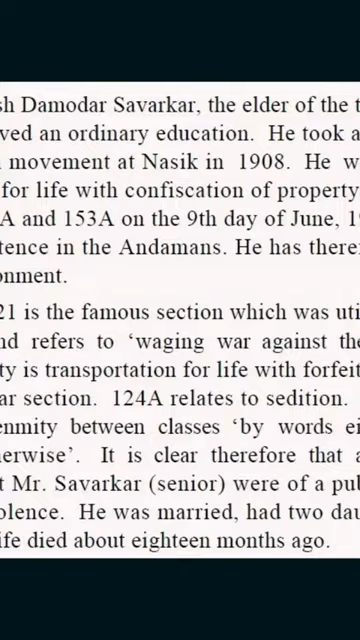 sh Damodar Savarkar, the elder of the t
ved an ordinary education. He took a
movement at Nasik in 1908. He w
for life with confiscation of property
A and 153A on the 9th day of June, 19
tence in the Andamans. He has there
onment.
21 is the famous section which was uti
nd refers to ‘waging war against the
ty is transportation for life with forfeit
ar section. 124A relates to sedition.
enmity between classes ‘by words ei
erwise’. It is clear therefore that a
t Mr. Savarkar (senior) were of a pub
olence. He was married, had two dau
ife died about eighteen months ago.